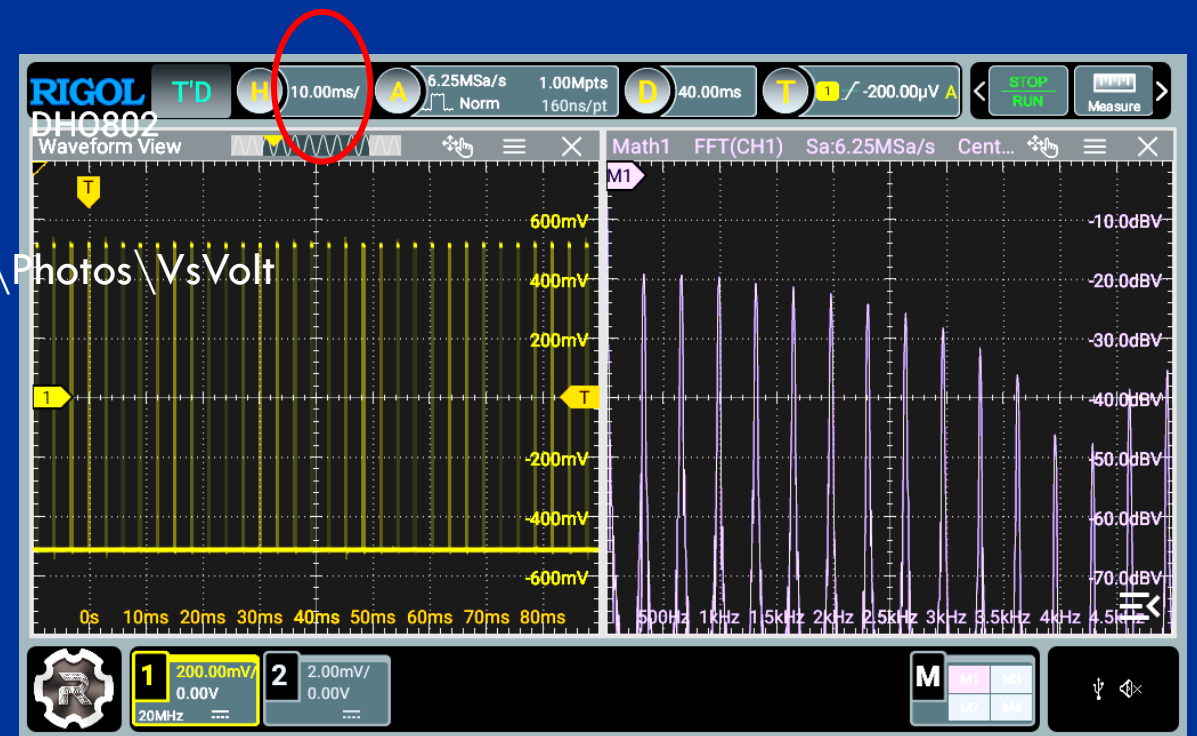 RIGOL T'D H 10.00ms/ A 6.25MSa/s 1.00Mpts D 40.00ms T 1 -200.00µV A STOP Measure
Norm 160ns/pt RUN
DHO802
Waveform View Math1 FFT(CH1) Sa:6.25MSa/s Cent...
M1
T
600mV -10.0dBV
\Photos\VsVolt
400mV -20.0dBV
200mV -30.0dBV
1 T -40.0dBV
-200mV -50.0dBV
-400mV -60.0dBV
-600mV -70.0dBV
0s 10ms 20ms 30ms 40ms 50ms 60ms 70ms 80ms 500Hz 1kHz 1.5kHz 2kHz 2.5kHz 3kHz 3.5kHz 4kHz
1 200.00mV/ 2 2.00mV/ M M1 M3
0.00V 0.00V M2 M4
20MHz
R